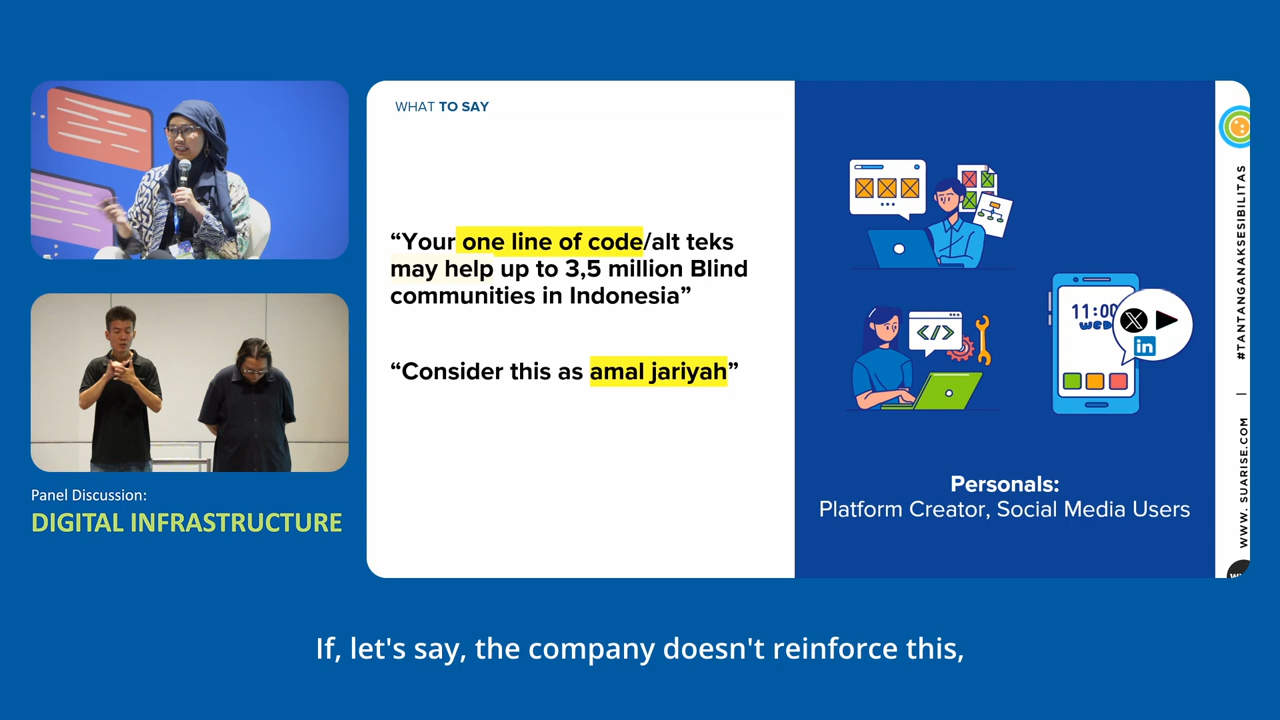 WHAT TO SAY
“Your one line of code/alt teks
may help up to 3,5 million Blind
communities in Indonesia”
“Consider this as amal jariyah”
11:00
WED
</>
X
in
Personals:
Platform Creator, Social Media Users
#TANTANGANAKSESIBILITAS
|
WWW. SUARISE.COM
Panel Discussion:
DIGITAL INFRASTRUCTURE
If, let's say, the company doesn't reinforce this,